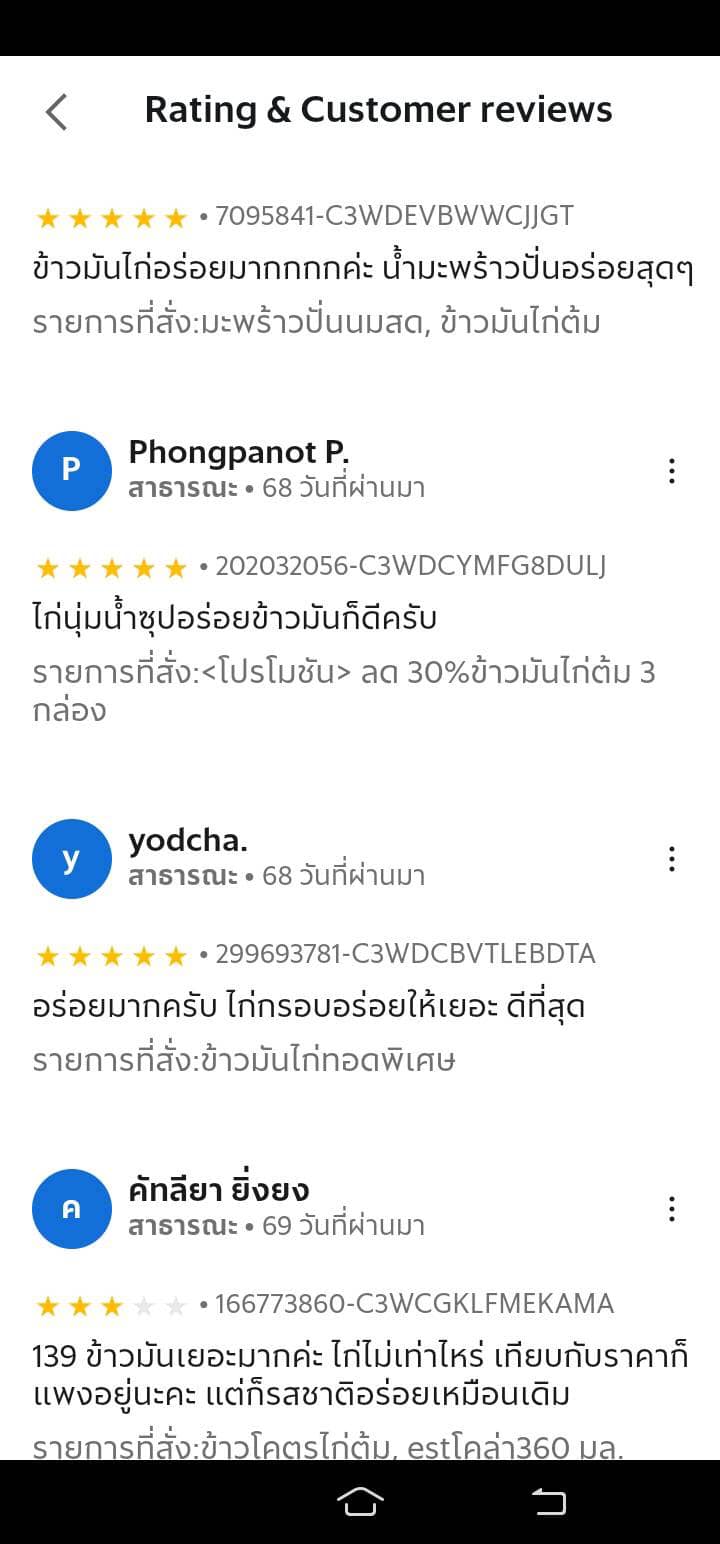 Rating & Customer reviews
★★★★★ • 7095841-C3WDEVBWWCJJGT
ข้าวมันไก่อร่อยมากกกกค่ะ น้ำมะพร้าวปั่นอร่อยสุดๆ
รายการที่สั่ง:มะพร้าวปั่นนมสด, ข้าวมันไก่ต้ม
P
Phongpanot P.
สาธารณะ • 68 วันที่ผ่านมา
★★★★★ • 202032056-C3WDCYMFG8DULJ
ไก่นุ่มน้ำซุปอร่อยข้าวมันก็ดีครับ
รายการที่สั่ง:<โปรโมชัน> ลด 30%ข้าวมันไก่ต้ม 3
กล่อง
y
yodcha.
สาธารณะ • 68 วันที่ผ่านมา
★★★★★ • 299693781-C3WDCBVTLEBDTA
อร่อยมากครับ ไก่กรอบอร่อยให้เยอะ ดีที่สุด
รายการที่สั่ง:ข้าวมันไก่ทอดพิเศษ
ค
คัทลียา ยิ่งยง
สาธารณะ • 69 วันที่ผ่านมา
★★★★★ • 166773860-C3WCGKLFMEKAMA
139 ข้าวมันเยอะมากค่ะ ไก่ไม่เท่าไหร่ เทียบกับราคาก็
แพงอยู่นะคะ แต่ก็รสชาติอร่อยเหมือนเดิม
รายการที่สั่ง:ข้าวโคตรไก่ตุ้ม, estโคล่า360 มล.